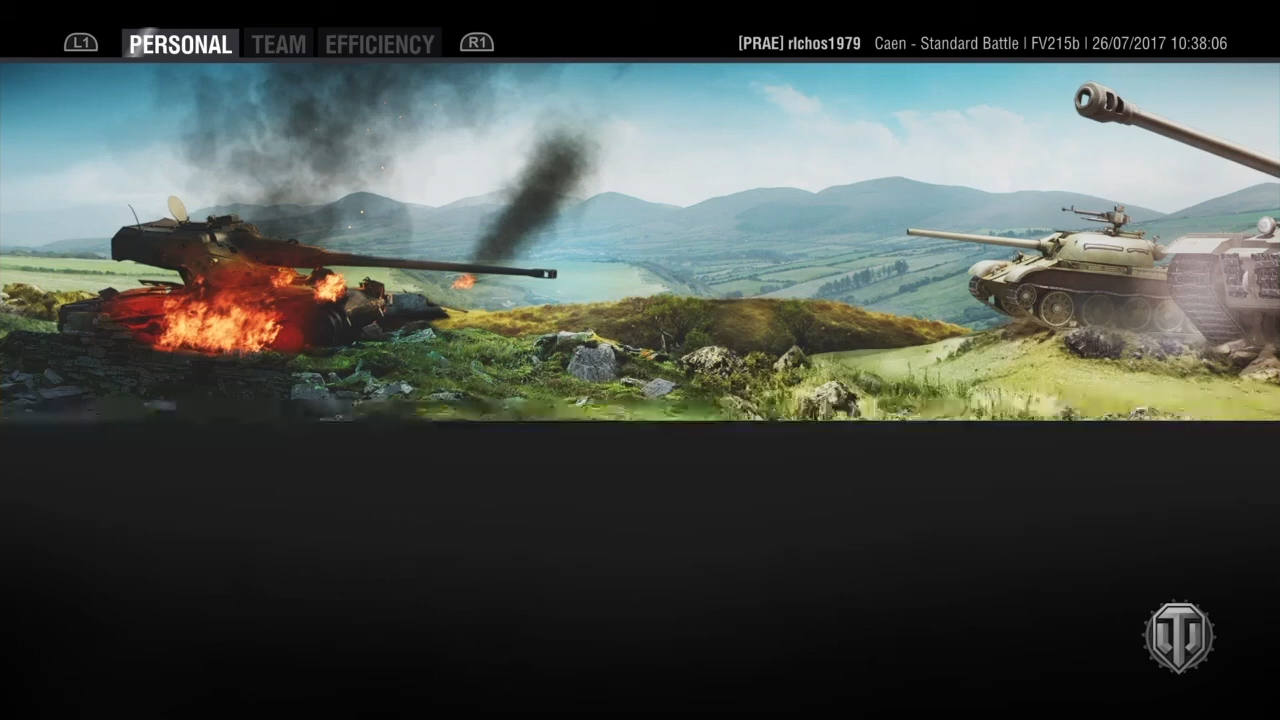 L1 PERSONAL TEAM EFFICIENCY R1 [PRAE] rlchos1979 Caen - Standard Battle | FV215b | 26/07/2017 10:38:06